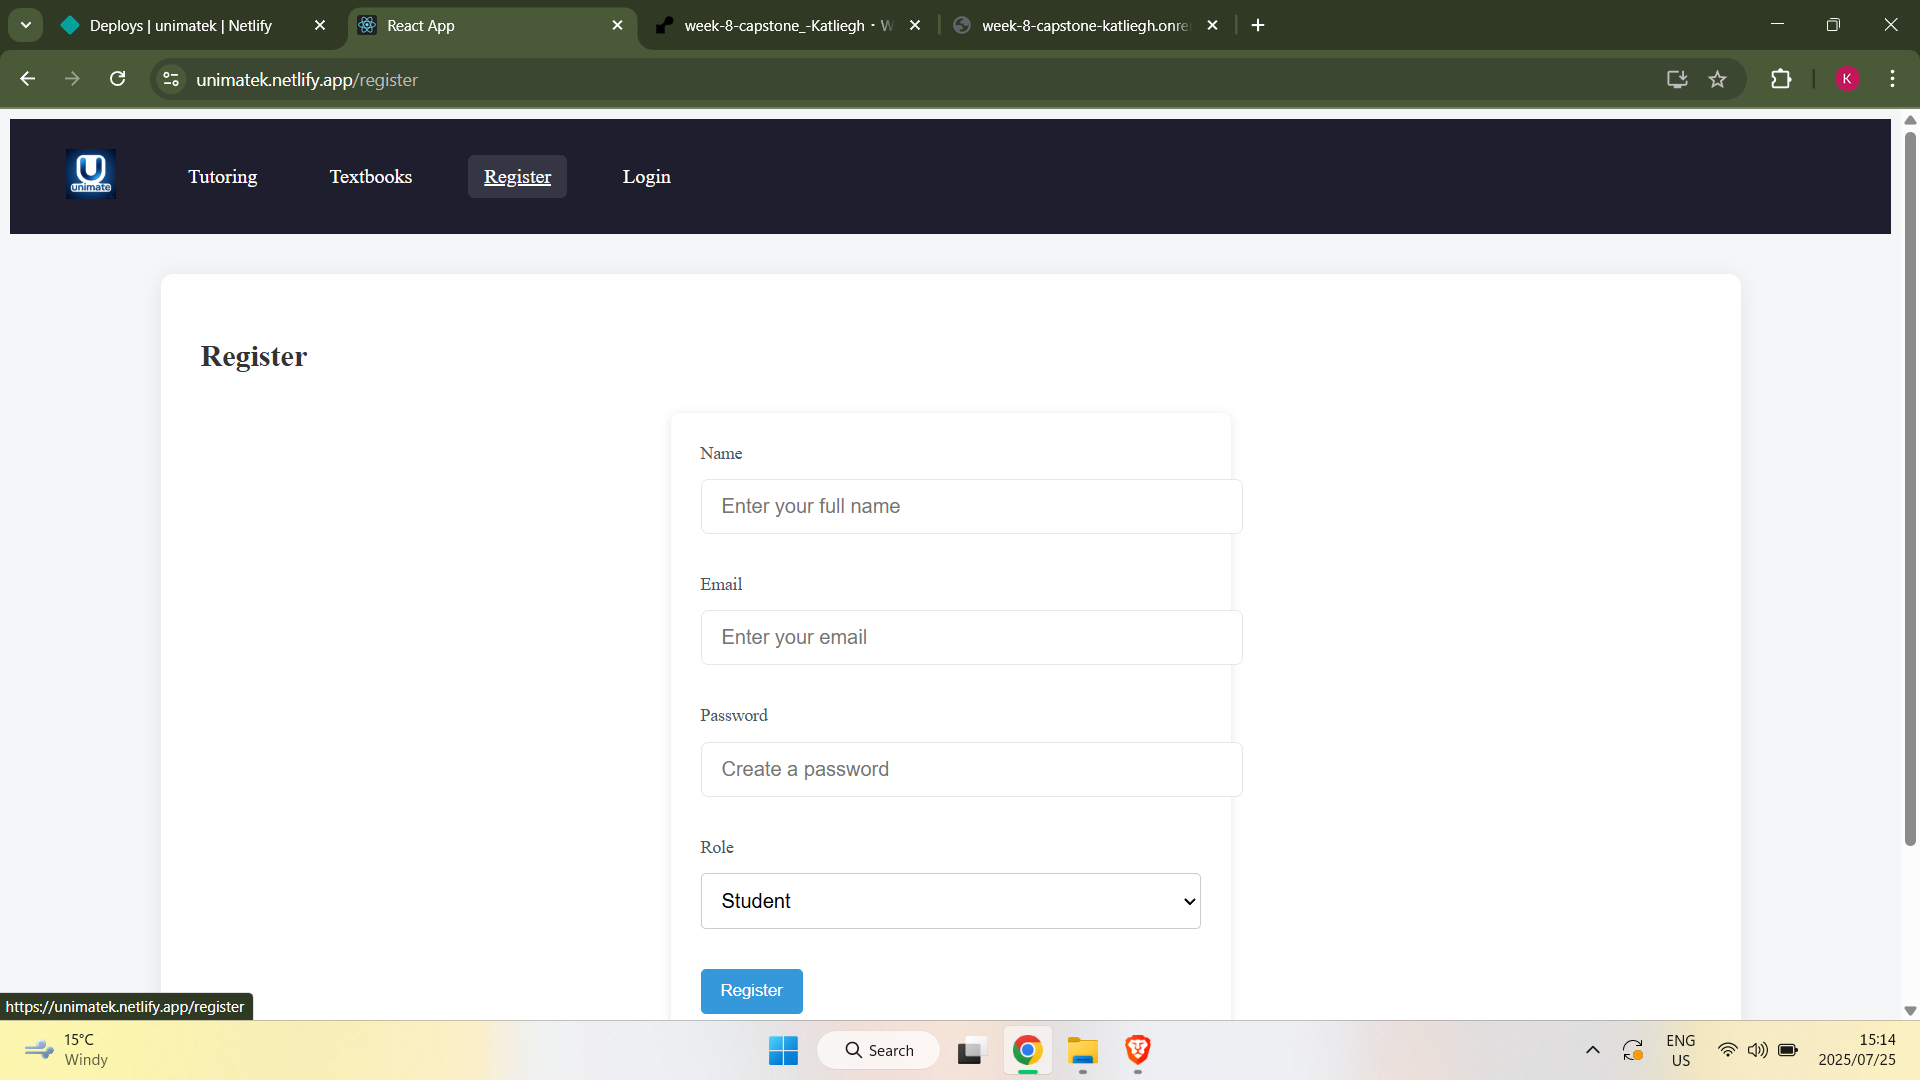 Deploys | unimatek | Netlify
React App
week-8-capstone_-Katliegh · W
week-8-capstone-katliegh.onre
K
unimatek.netlify.app/register
U
unimate
Tutoring
Textbooks
Register
Login
Register
Name
Enter your full name
Email
Enter your email
Password
Create a password
Role
Student
Register
https://unimatek.netlify.app/register
15°C
Windy
Search
ENG
US
15:14
2025/07/25